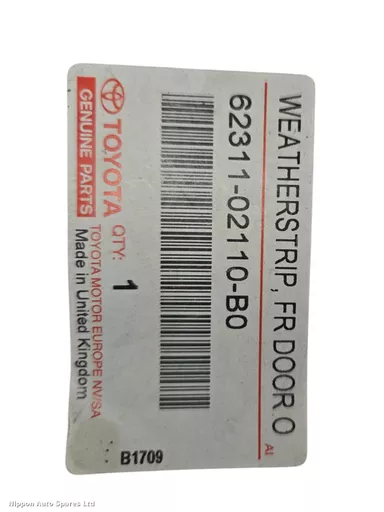 WEATHERSTRIP, FR DOOR O
62311-02110-B0
AI
TOYOTA
GENUINE PARTS
QTY:
1
TOYOTA MOTOR EUROPE NV/SA
Made in United Kingdom
B1709
Nippon Auto Spares Ltd